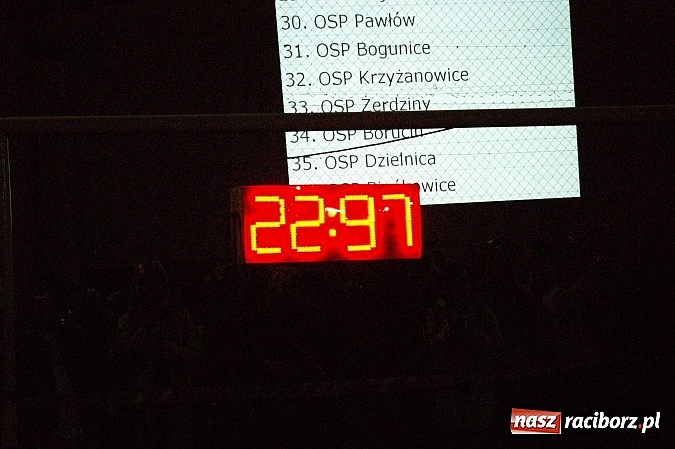 30. OSP Pawłów
31. OSP Bogunice
32. OSP Krzyżanowice
33. OSP Żerdziny
34. OSP Borucin
35. OSP Dzielnica
22:97
nasz raciborz.pl